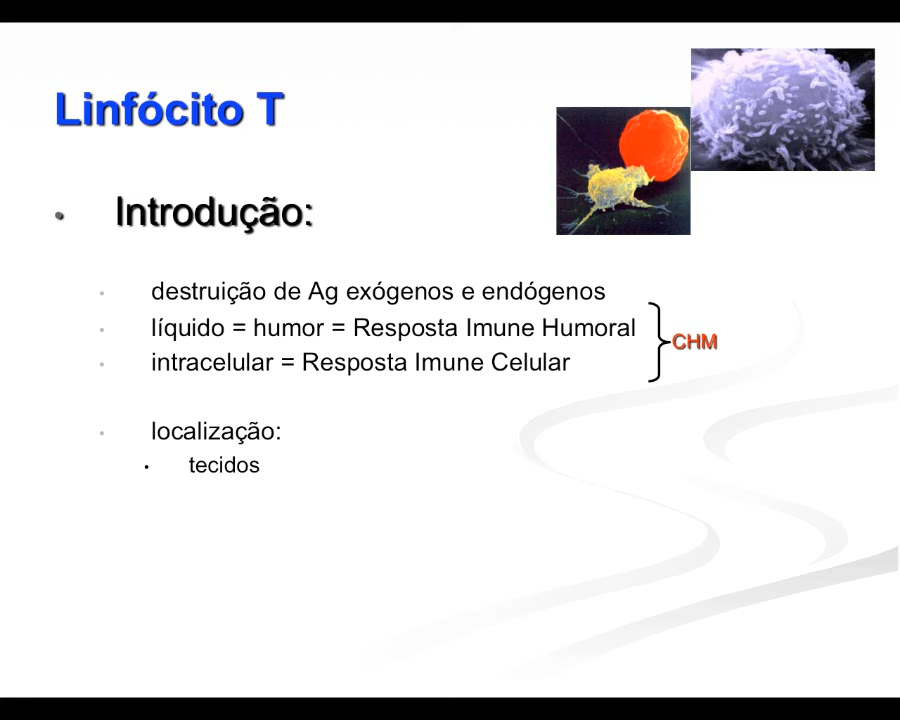 Linfócito T
• Introdução:
• destruição de Ag exógenos e endógenos
• líquido = humor = Resposta Imune Humoral
CHM
• intracelular = Resposta Imune Celular
• localização:
• tecidos